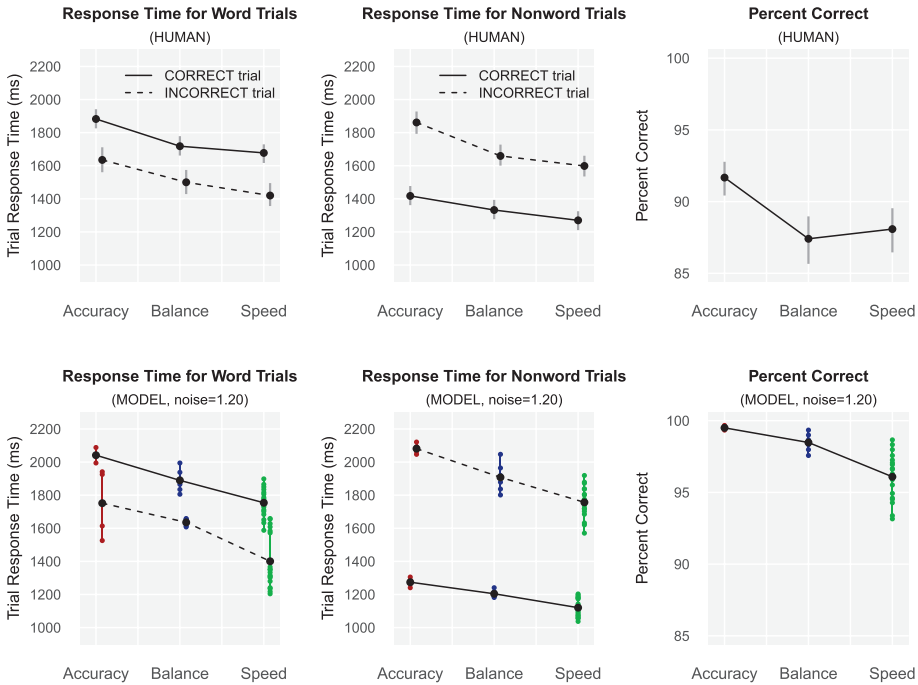 Response Time for Word Trials
(HUMAN)
Trial Response Time (ms)
2200
2000
1800
1600
1400
1200
1000
CORRECT trial
INCORRECT trial
Accuracy Balance Speed
Response Time for Nonword Trials
(HUMAN)
Trial Response Time (ms)
2200
2000
1800
1600
1400
1200
1000
CORRECT trial
INCORRECT trial
Accuracy Balance Speed
Percent Correct
(HUMAN)
Percent Correct
100
95
90
85
Accuracy Balance Speed
Response Time for Word Trials
(MODEL, noise=1.20)
Trial Response Time (ms)
2200
2000
1800
1600
1400
1200
1000
Accuracy Balance Speed
Response Time for Nonword Trials
(MODEL, noise=1.20)
Trial Response Time (ms)
2200
2000
1800
1600
1400
1200
1000
Accuracy Balance Speed
Percent Correct
(MODEL, noise=1.20)
Percent Correct
100
95
90
85
Accuracy Balance Speed